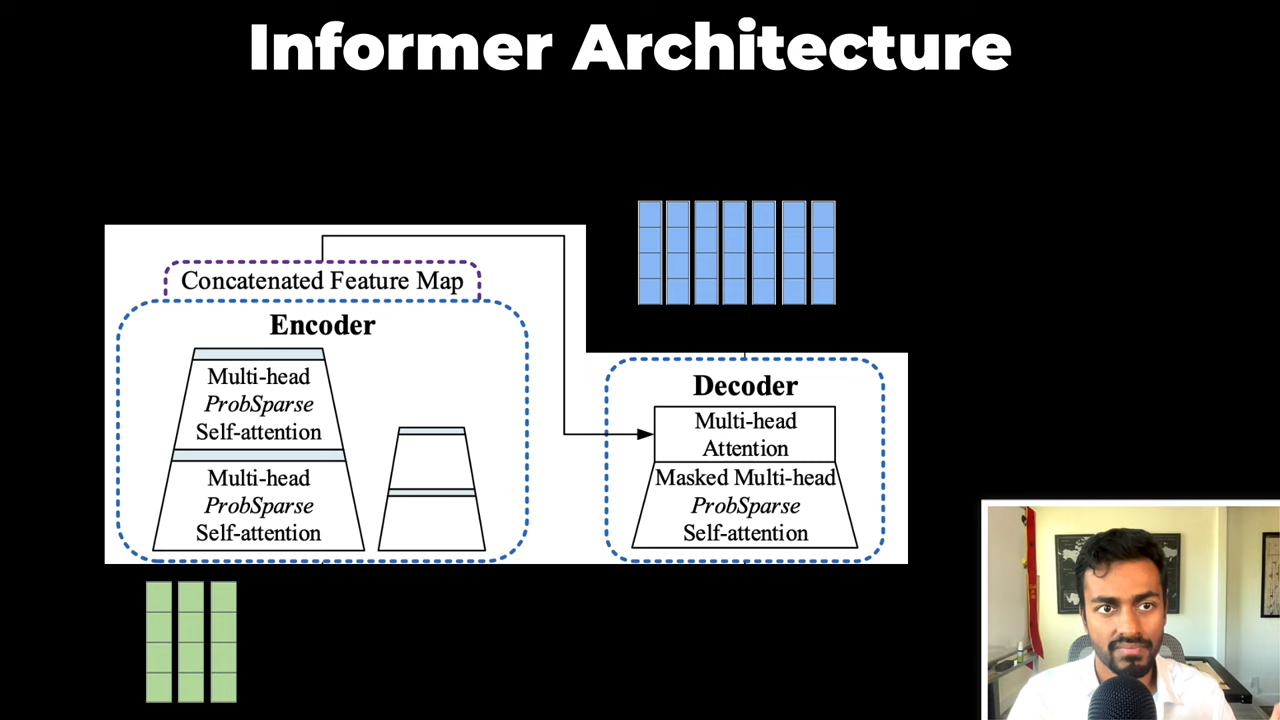 Informer Architecture
Concatenated Feature Map
Encoder
Multi-head
ProbSparse
Self-attention
Multi-head
ProbSparse
Self-attention
Decoder
Multi-head
Attention
Masked Multi-head
ProbSparse
Self-attention